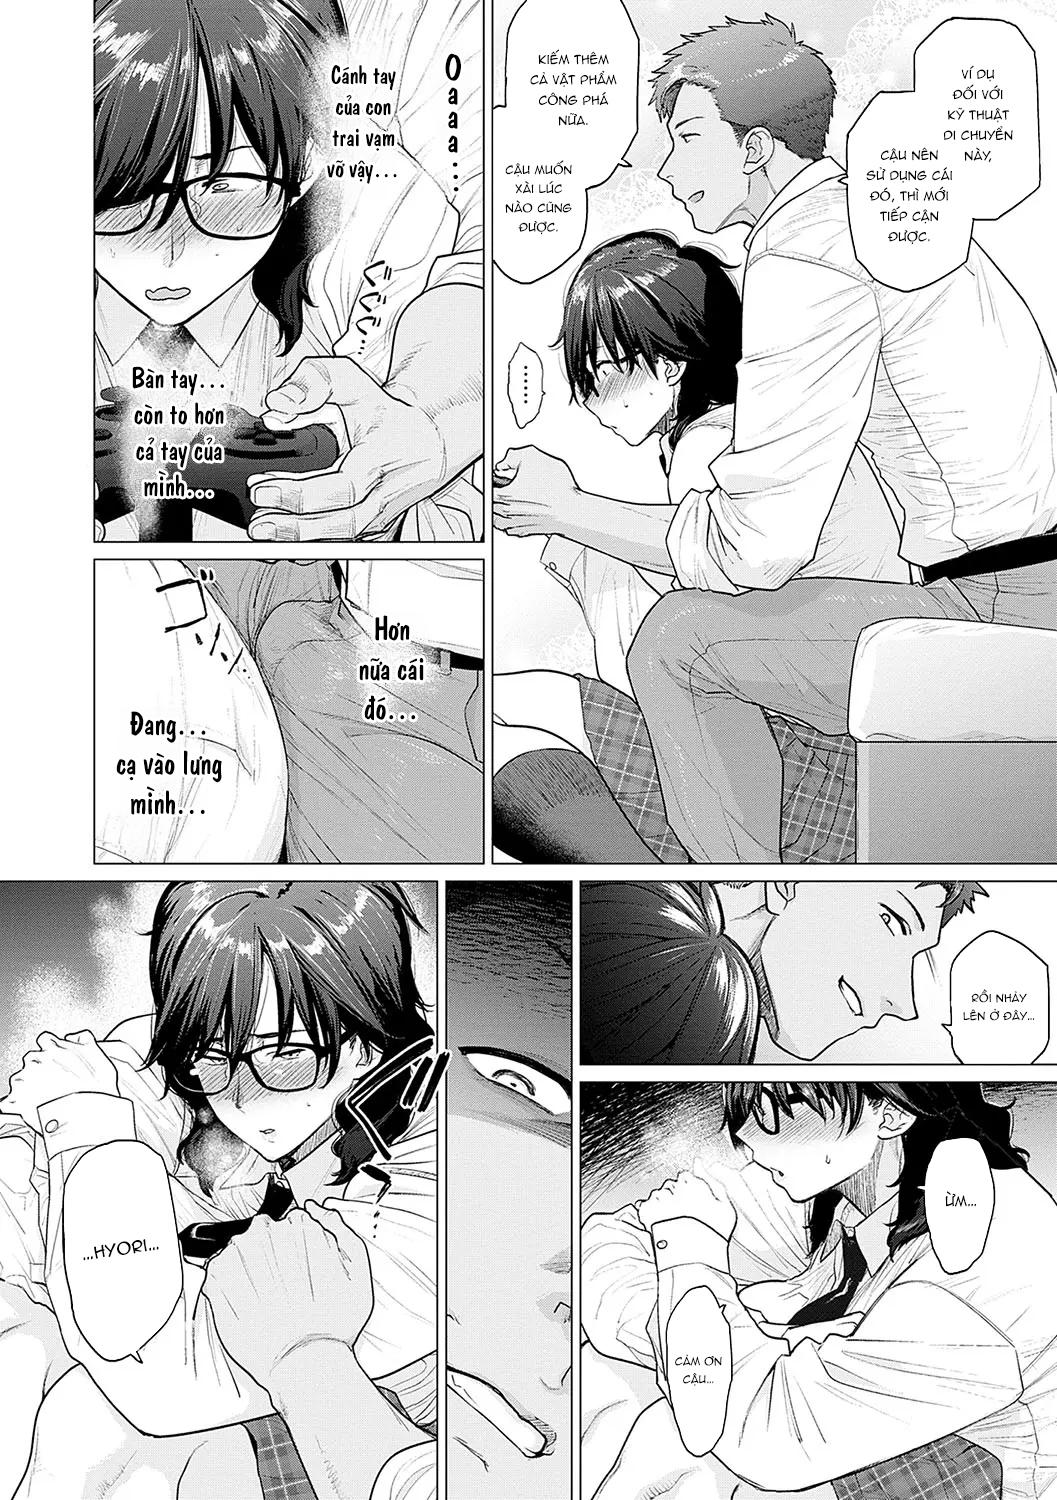 VÍ DỤ
ĐỐI VỚI
KỸ THUẬT
DI CHUYỂN
NÀY,
CẬU NÊN
SỬ DỤNG CÁI
ĐÓ, THÌ MỚI
TIẾP CẬN
ĐƯỢC.
KIẾM THÊM
CẢ VẬT PHẨM
CÔNG PHÁ
NỮA.
CẬU MUỐN
XÀI LÚC
NÀO CŨNG
ĐƯỢC.
......
Oaaa...
Cánh tay
của con
trai vạm
vỡ vậy...
Bàn tay...
còn to hơn
cả tay của
mình...
Hơn
nữa cái
đó...
Đang...
cạ vào lưng
mình...
RỒI NHẢY
LÊN Ở ĐÂY...
ỪM...
CẢM ƠN
CẬU...
...HYORI...